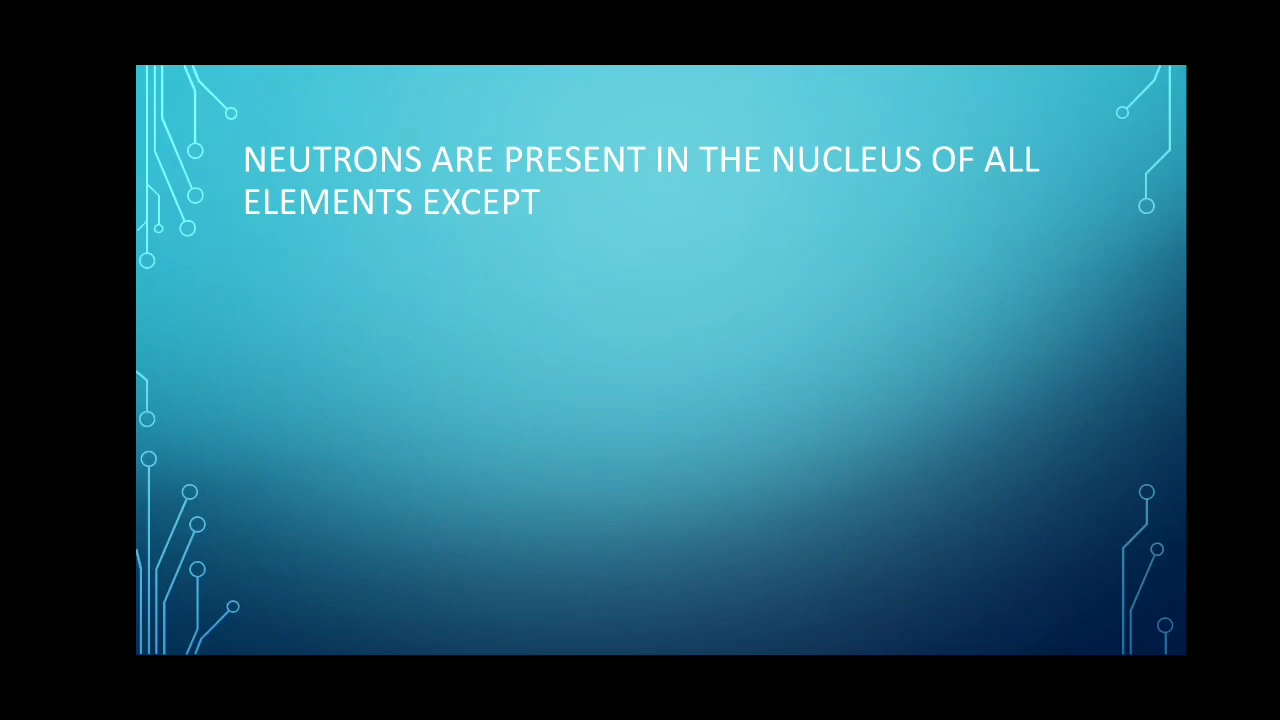 NEUTRONS ARE PRESENT IN THE NUCLEUS OF ALL
ELEMENTS EXCEPT